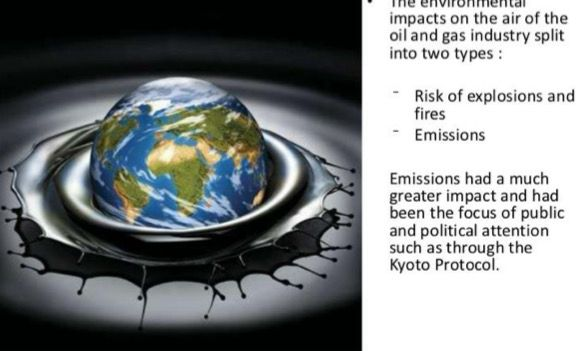 • The environmental
impacts on the air of the
oil and gas industry split
into two types :
- Risk of explosions and
fires
- Emissions
Emissions had a much
greater impact and had
been the focus of public
and political attention
such as through the
Kyoto Protocol.